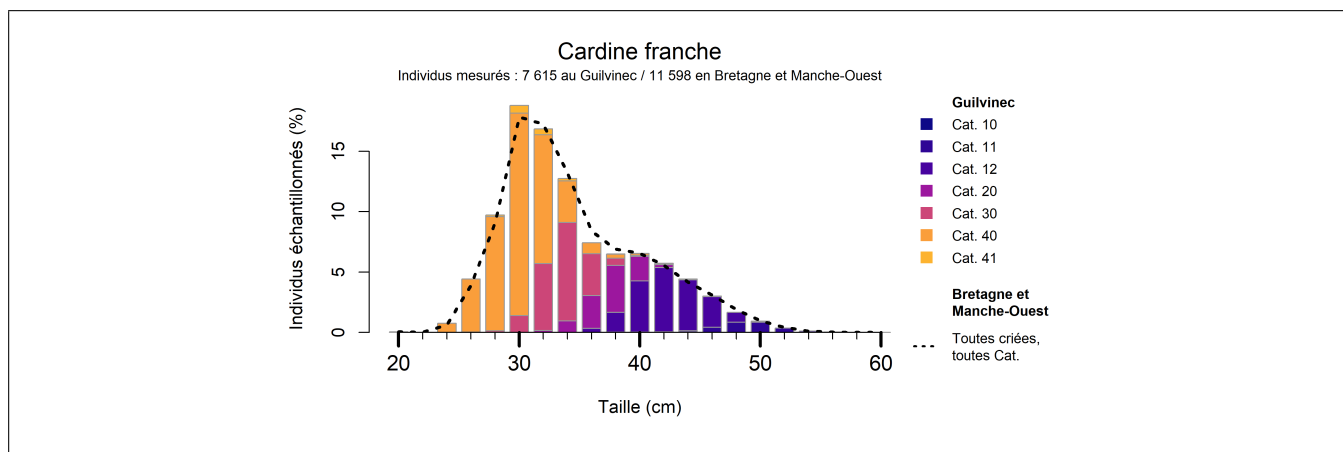 Cardine franche
Individus mesurés : 7 615 au Guilvinec / 11 598 en Bretagne et Manche-Ouest
Individus échantillonnés (%)
15
10
5
0
20
30
40
50
60
Taille (cm)
Guilvinec
Cat. 10
Cat. 11
Cat. 12
Cat. 20
Cat. 30
Cat. 40
Cat. 41
Bretagne et
Manche-Ouest
Toutes criées,
toutes Cat.